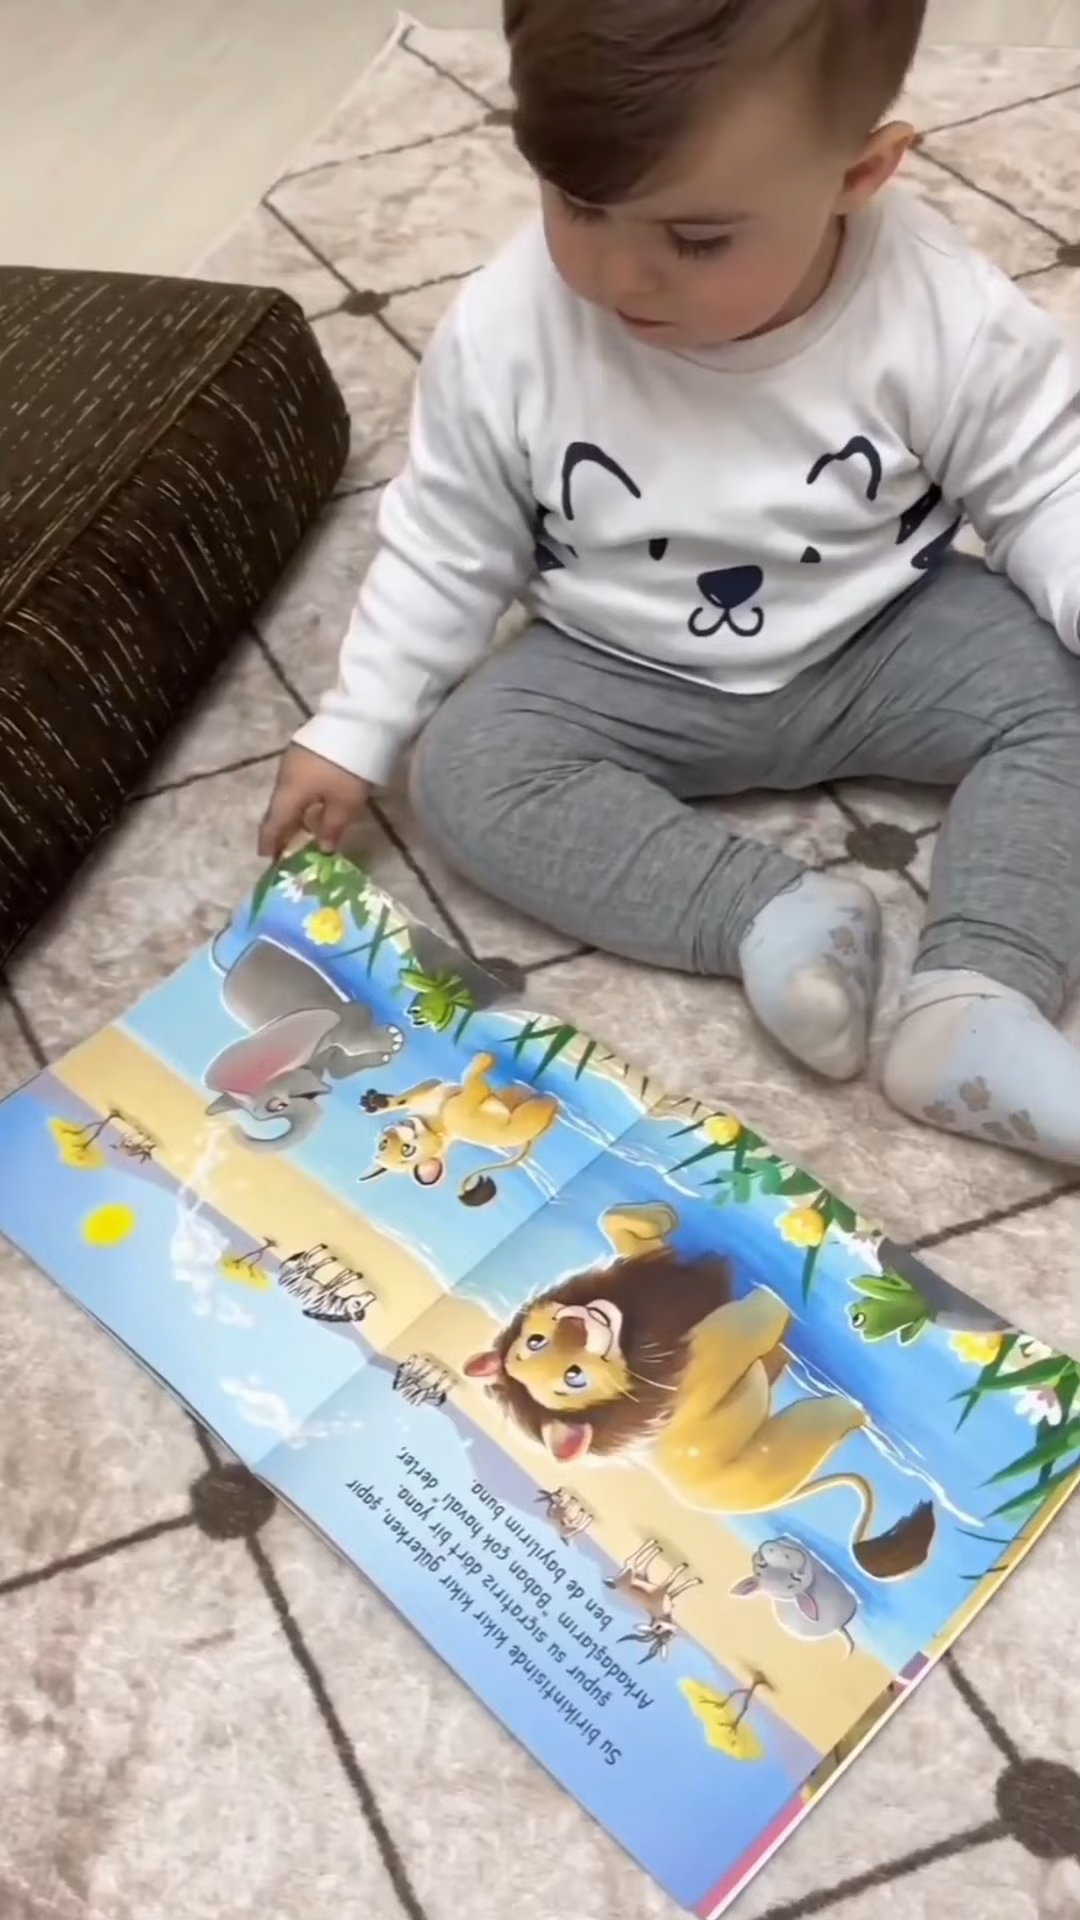 Su birikintisinde kıkır kıkır gülerken, şapır
şupur su sıçratırız dört bir yana.
Arkadaşlarım "Baban çok havalı" derler,
ben de bayılırım buna.